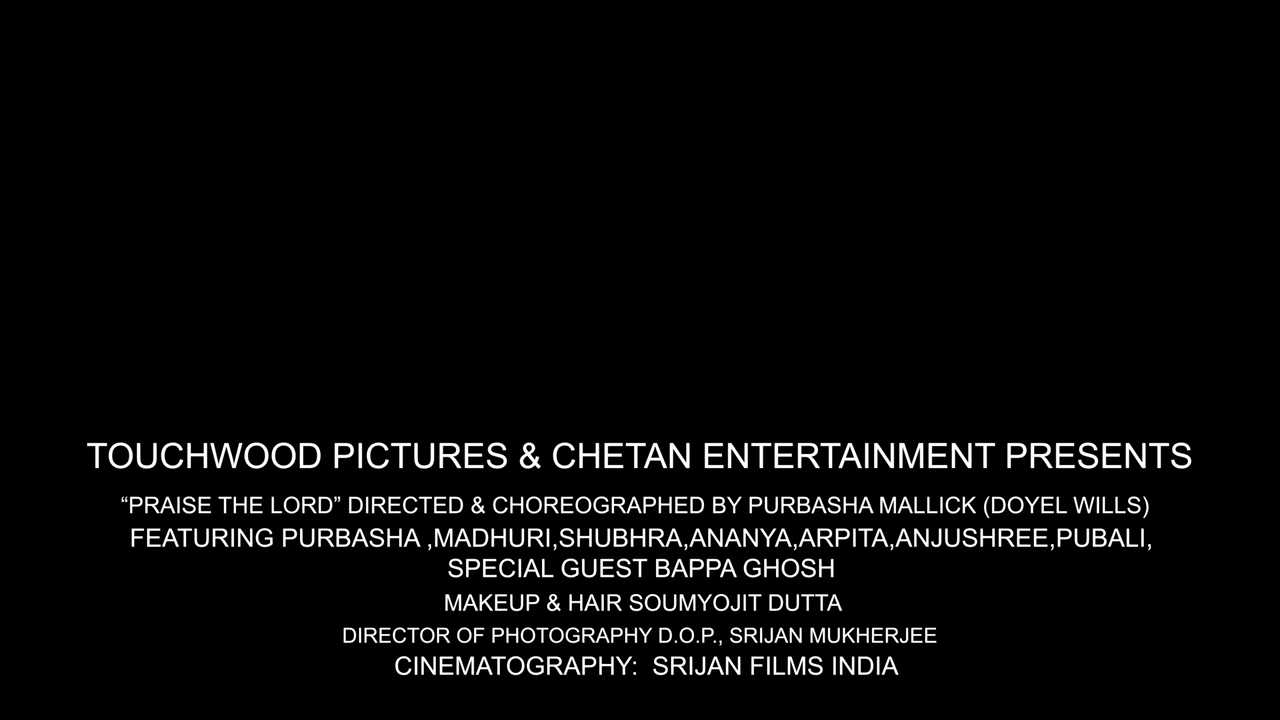 TOUCHWOOD PICTURES & CHETAN ENTERTAINMENT PRESENTS
“PRAISE THE LORD” DIRECTED & CHOREOGRAPHED BY PURBASHA MALLICK (DOYEL WILLS)
FEATURING PURBASHA ,MADHURI,SHUBHRA,ANANYA,ARPITA,ANJUSHREE,PUBALI,
SPECIAL GUEST BAPPA GHOSH
MAKEUP & HAIR SOUMYOJIT DUTTA
DIRECTOR OF PHOTOGRAPHY D.O.P., SRIJAN MUKHERJEE
CINEMATOGRAPHY:  SRIJAN FILMS INDIA